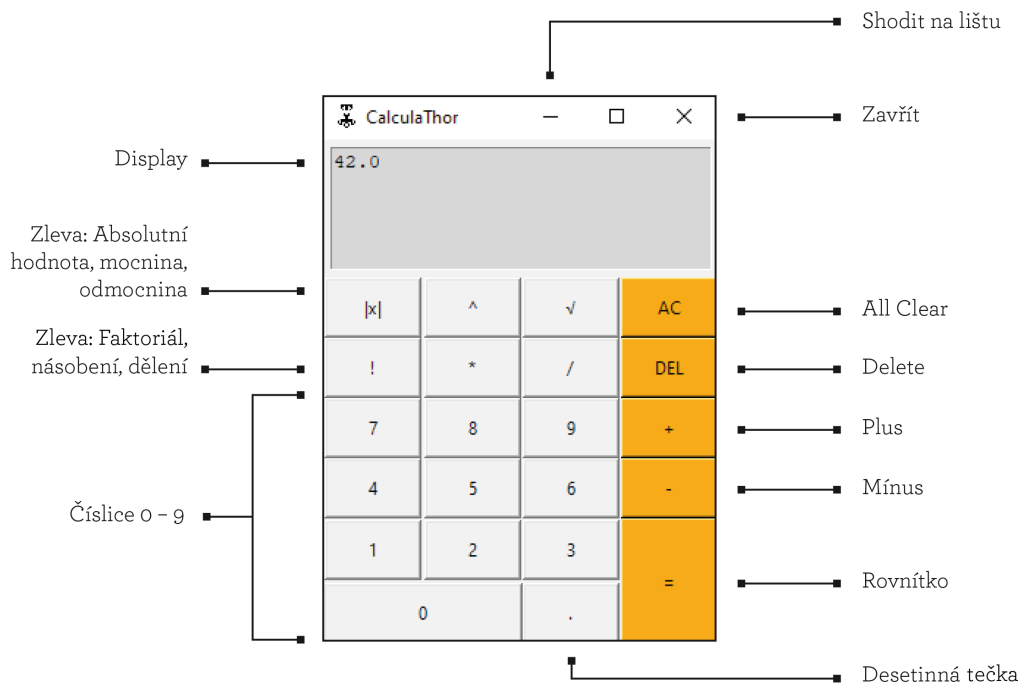 Shodit na lištu
CalculaThor
Zavřít
Display
42.0
Zleva: Absolutní
hodnota, mocnina,
odmocnina
|x| ^ √ AC
All Clear
Zleva: Faktoriál,
násobení, dělení
! * / DEL
Delete
7 8 9 +
Plus
4 5 6 -
Mínus
Číslice 0 – 9
1 2 3
=
Rovnítko
0 .
Desetinná tečka